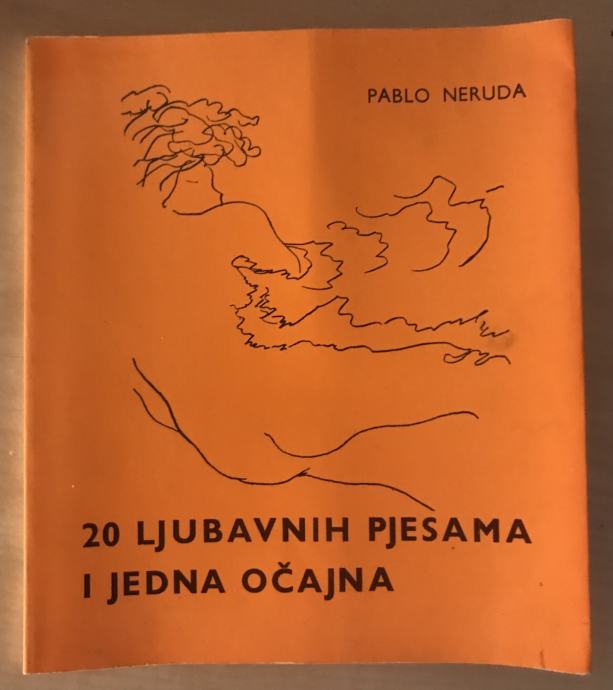 PABLO NERUDA
20 LJUBAVNIH PJESAMA
I JEDNA OČAJNA